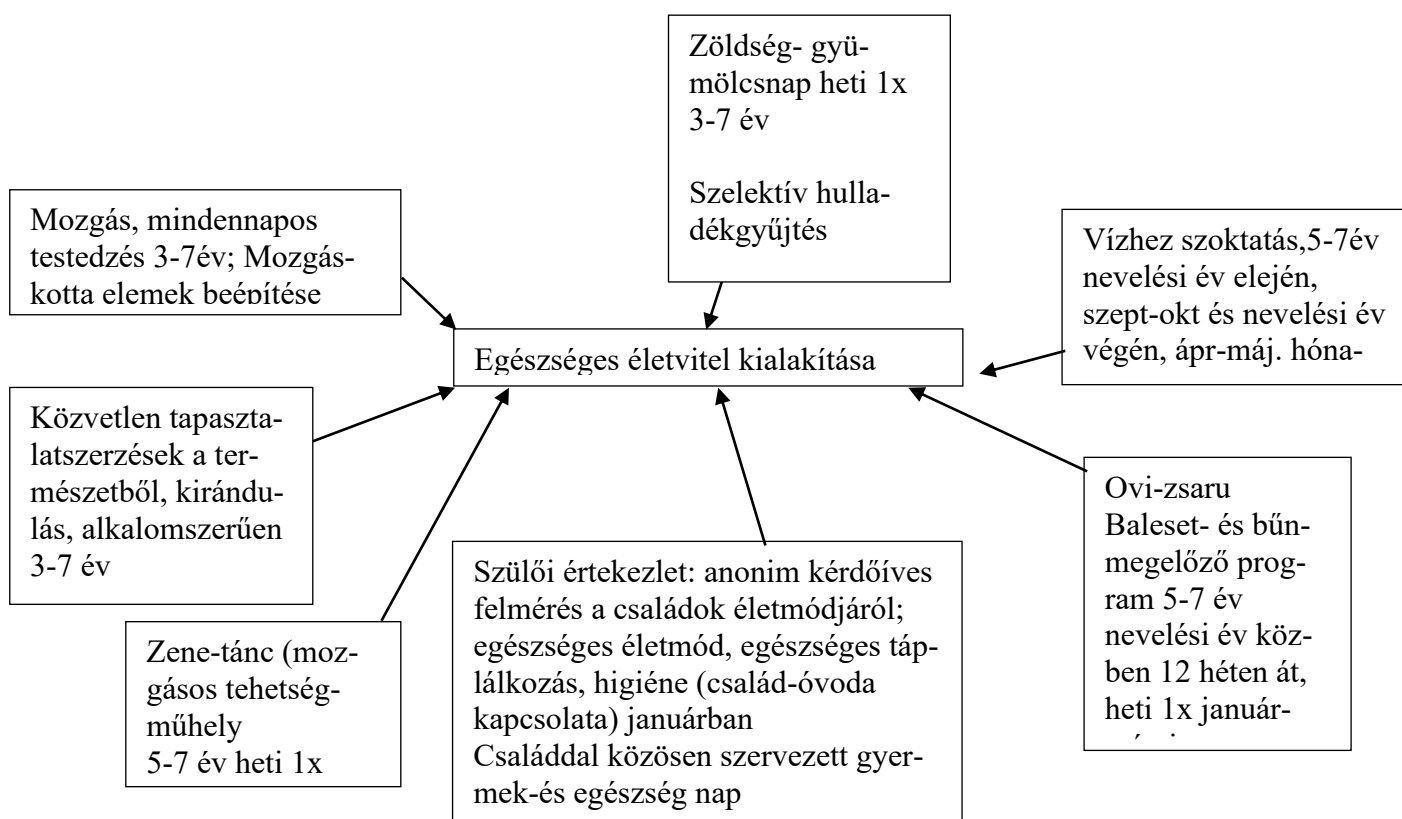 Zöldség- gyü-
mölcsnap heti 1x
3-7 év
Szelektív hulla-
dékgyűjtés
Mozgás, mindennapos
testedzés 3-7év; Mozgás-
kotta elemek beépítése
Vízhez szoktatás,5-7év
nevelési év elején,
szept-okt és nevelési év
végén, ápr-máj. hóna-
Egészséges életvitel kialakítása
Közvetlen tapaszta-
latszerzések a ter-
mészetből, kirándu-
lás, alkalomszerűen
3-7 év
Zene-tánc (moz-
gásos tehetség-
műhely
5-7 év heti 1x
Szülői értekezlet: anonim kérdőíves
felmérés a családok életmódjáról;
egészséges életmód, egészséges táp-
lálkozás, higiéne (család-óvoda
kapcsolata) januárban
Családdal közösen szervezett gyer-
mek-és egészség nap
Ovi-zsaru
Baleset- és bűn-
megelőző prog-
ram 5-7 év
nevelési év köz-
ben 12 héten át,
heti 1x január-